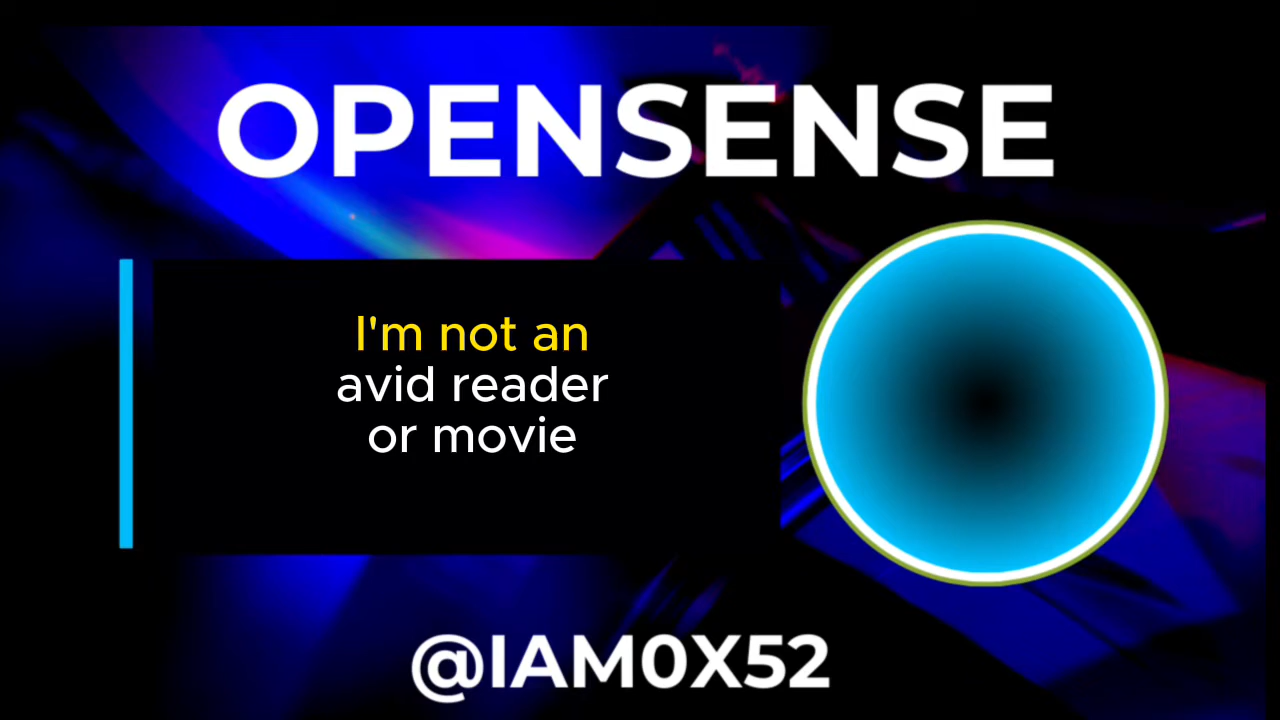 OPENSENSE
I'm not an
avid reader
or movie
@IAM0X52